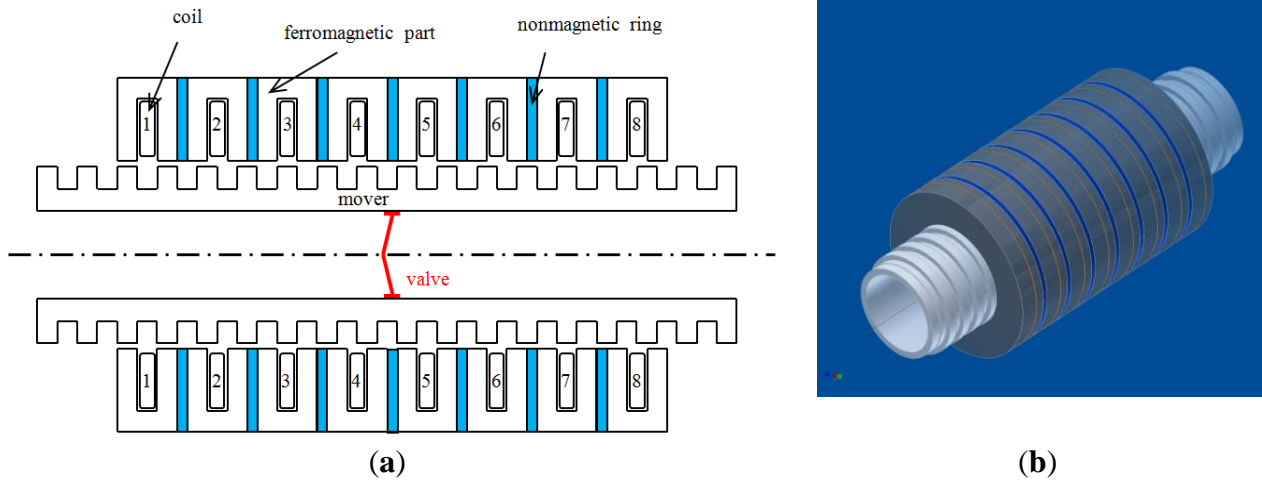 coil
ferromagnetic part
nonmagnetic ring
1 2 3 4 5 6 7 8
mover
valve
1 2 3 4 5 6 7 8
(a) (b)